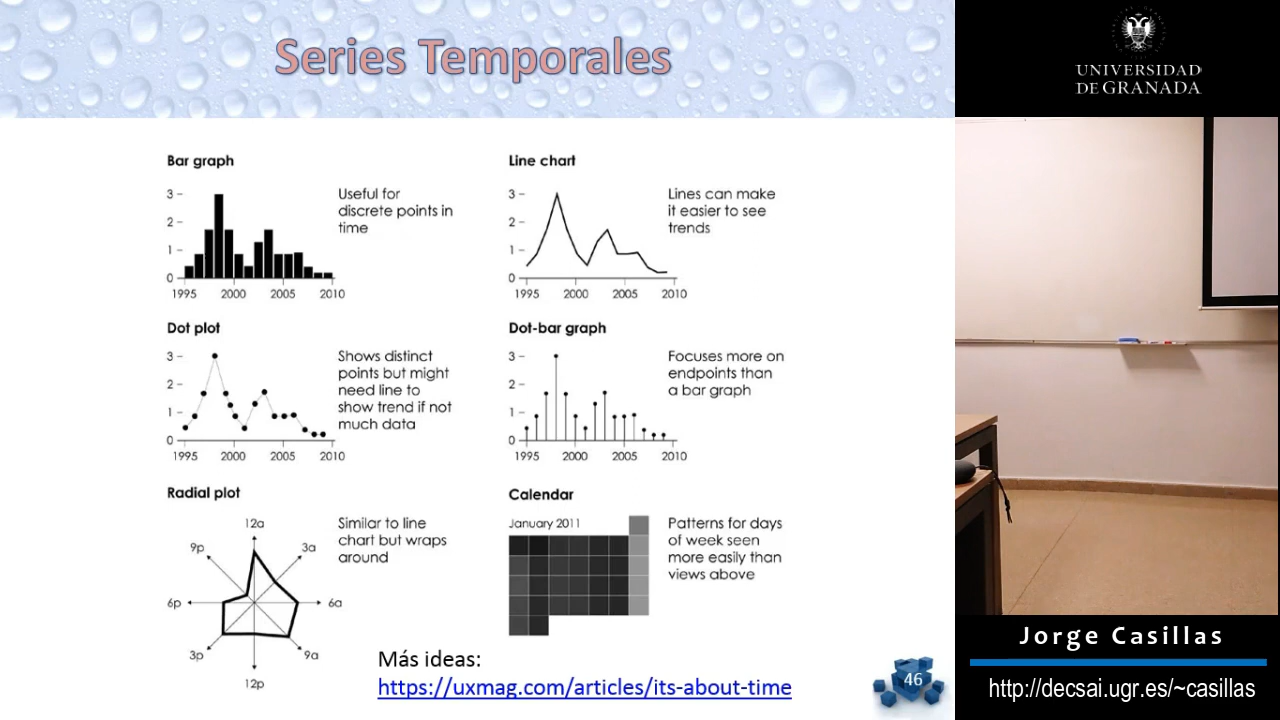 Series Temporales
UNIVERSIDAD
DE GRANADA
Bar graph
3
2
1
0
1995
2000
2005
2010
Useful for
discrete points in
time
Line chart
3
2
1
0
1995
2000
2005
2010
Lines can make
it easier to see
trends
Dot plot
3
2
1
0
1995
2000
2005
2010
Shows distinct
points but might
need line to
show trend if not
much data
Dot-bar graph
3
2
1
0
1995
2000
2005
2010
Focuses more on
endpoints than
a bar graph
Radial plot
12a
9p
3a
6p
6a
3p
9a
12p
Similar to line
chart but wraps
around
Calendar
January 2011
Patterns for days
of week seen
more easily than
views above
Más ideas:
https://uxmag.com/articles/its-about-time
46
Jorge Casillas
http://decsai.ugr.es/~casillas